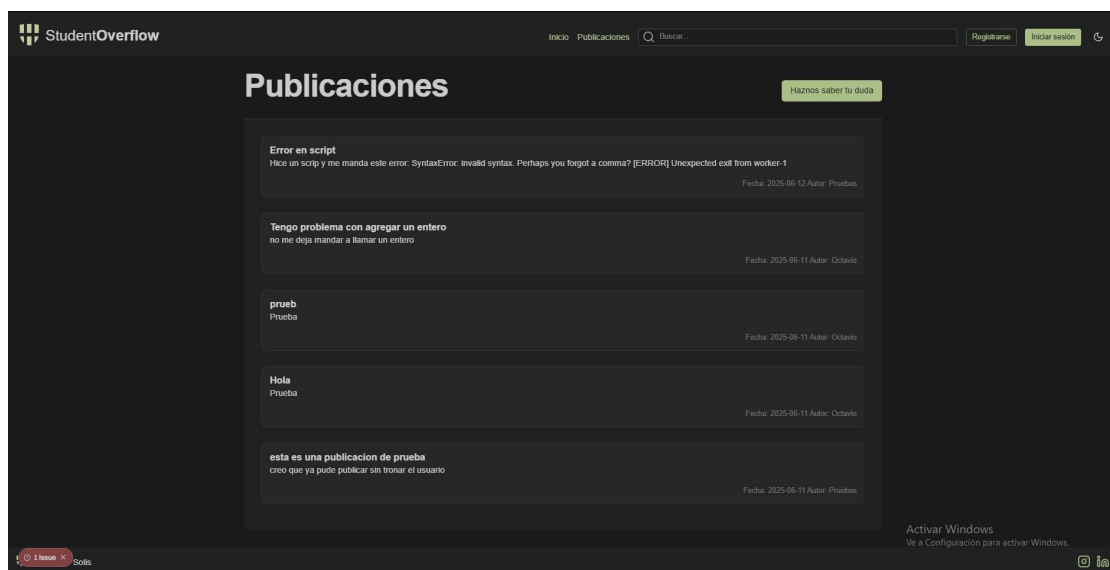 StudentOverflow
Inicio Publicaciones Buscar... Registrarse Iniciar sesión
Publicaciones
Haznos saber tu duda
Error en script
Hice un scrip y me manda este error: SyntaxError: invalid syntax. Perhaps you forgot a comma? [ERROR] Unexpected exit from worker-1
Fecha: 2025-06-12 Autor: Pruebas
Tengo problema con agregar un entero
no me deja mandar a llamar un entero
Fecha: 2025-06-11 Autor: Octavio
prueb
Prueba
Fecha: 2025-06-11 Autor: Octavio
Hola
Prueba
Fecha: 2025-06-11 Autor: Octavio
esta es una publicacion de prueba
creo que ya pude publicar sin tronar el usuario
Fecha: 2025-06-11 Autor: Pruebas
Activar Windows
Ve a Configuración para activar Windows.
1 Issue
Solis